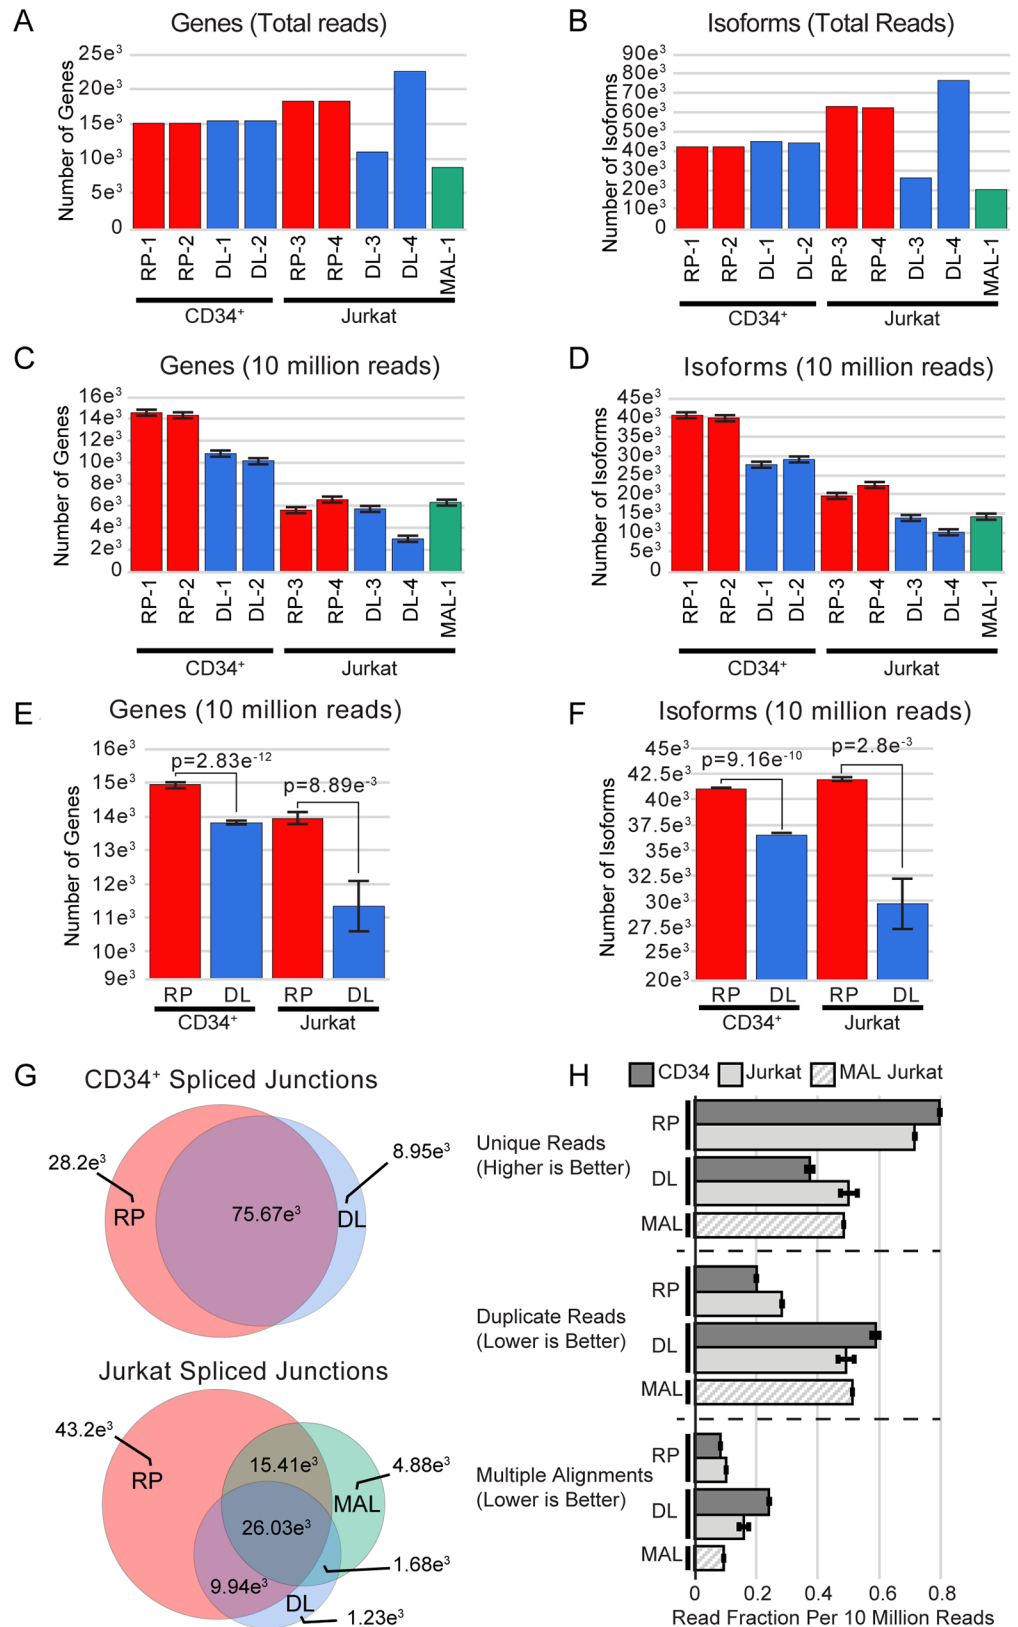 A
Genes (Total reads)
Number of Genes
25e³
20e³
15e³
10e³
5e³
0
RP-1
RP-2
DL-1
DL-2
RP-3
RP-4
DL-3
DL-4
MAL-1
CD34⁺
Jurkat
B
Isoforms (Total Reads)
Number of Isoforms
90e³
80e³
70e³
60e³
50e³
40e³
30e³
20e³
10e³
0
RP-1
RP-2
DL-1
DL-2
RP-3
RP-4
DL-3
DL-4
MAL-1
CD34⁺
Jurkat
C
Genes (10 million reads)
Number of Genes
16e³
14e³
12e³
10e³
8e³
6e³
4e³
2e³
0
RP-1
RP-2
DL-1
DL-2
RP-3
RP-4
DL-3
DL-4
MAL-1
CD34⁺
Jurkat
D
Isoforms (10 million reads)
Number of Isoforms
45e³
40e³
35e³
30e³
25e³
20e³
15e³
10e³
5e³
0
RP-1
RP-2
DL-1
DL-2
RP-3
RP-4
DL-3
DL-4
MAL-1
CD34⁺
Jurkat
E
Genes (10 million reads)
Number of Genes
16e³
15e³
14e³
13e³
12e³
11e³
10e³
9e³
p=2.83e⁻¹²
p=8.89e⁻³
RP
DL
RP
DL
CD34⁺
Jurkat
F
Isoforms (10 million reads)
Number of Isoforms
45e³
42.5e³
40e³
37.5e³
35e³
32.5e³
30e³
27.5e³
25e³
20e³
p=9.16e⁻¹⁰
p=2.8e⁻³
RP
DL
RP
DL
CD34⁺
Jurkat
G
CD34⁺ Spliced Junctions
28.2e³
8.95e³
RP
75.67e³
DL
Jurkat Spliced Junctions
43.2e³
RP
15.41e³
4.88e³
MAL
26.03e³
1.68e³
9.94e³
DL
1.23e³
H
CD34
Jurkat
MAL Jurkat
Unique Reads
(Higher is Better)
RP
DL
MAL
Duplicate Reads
(Lower is Better)
RP
DL
MAL
Multiple Alignments
(Lower is Better)
RP
DL
MAL
0
0.2
0.4
0.6
0.8
Read Fraction Per 10 Million Reads